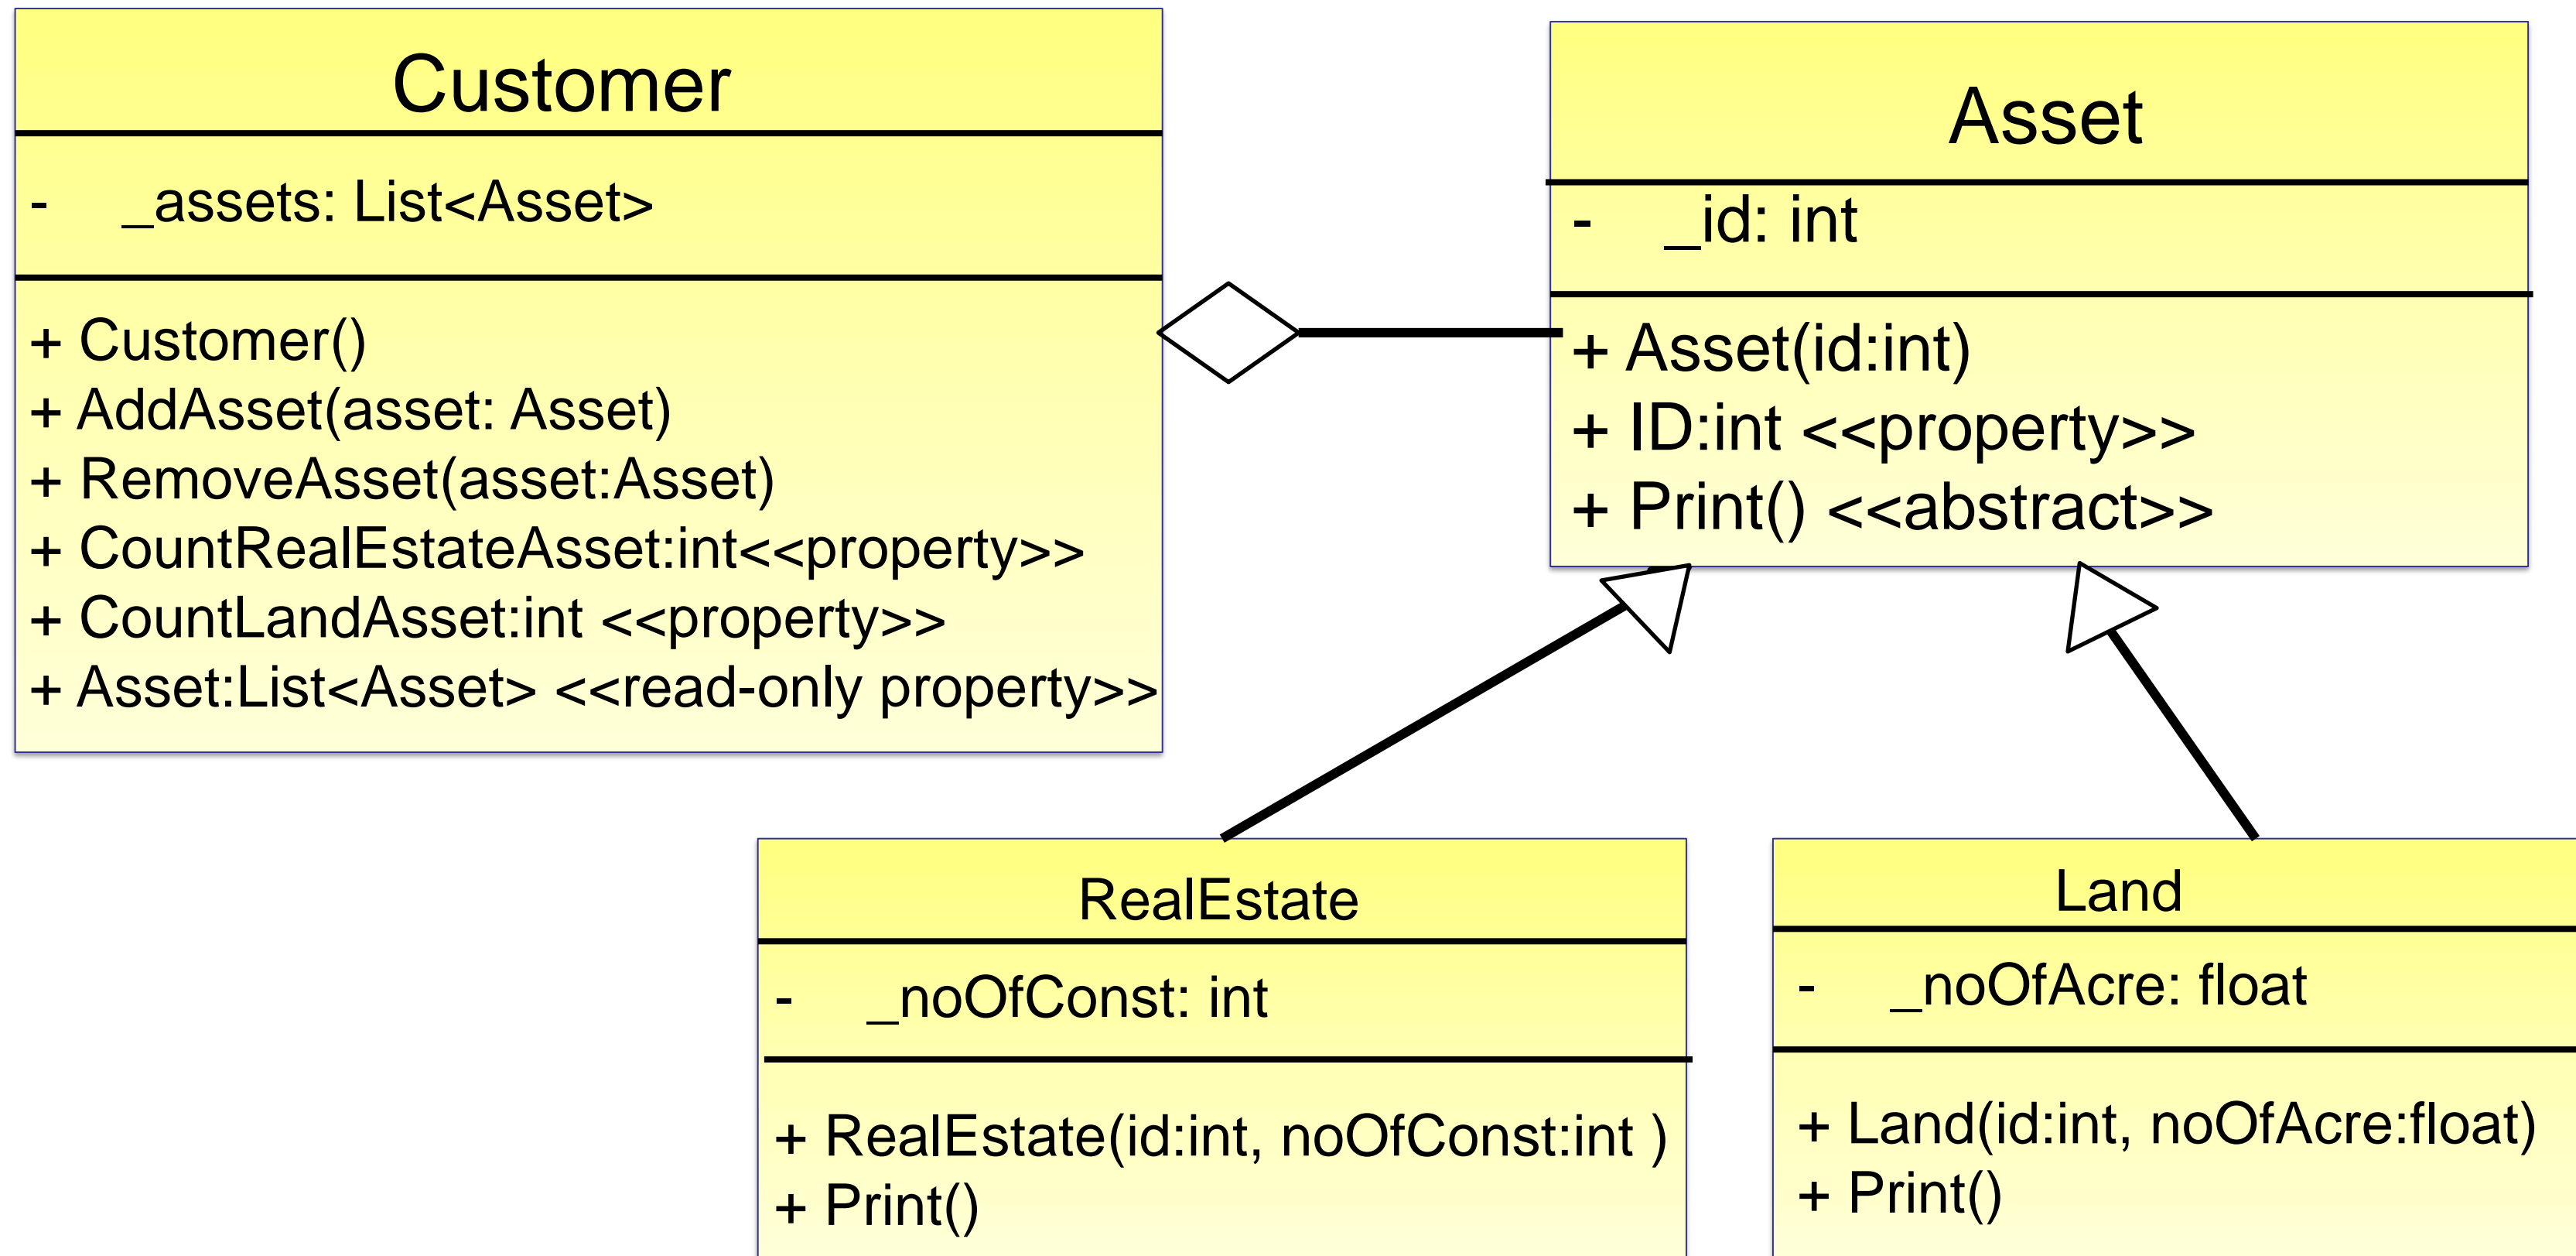 Customer
- _assets: List<Asset>
+ Customer()
+ AddAsset(asset: Asset)
+ RemoveAsset(asset:Asset)
+ CountRealEstateAsset:int<<property>>
+ CountLandAsset:int <<property>>
+ Asset:List<Asset> <<read-only property>>
Asset
- _id: int
+ Asset(id:int)
+ ID:int <<property>>
+ Print() <<abstract>>
RealEstate
- _noOfConst: int
+ RealEstate(id:int, noOfConst:int )
+ Print()
Land
- _noOfAcre: float
+ Land(id:int, noOfAcre:float)
+ Print()